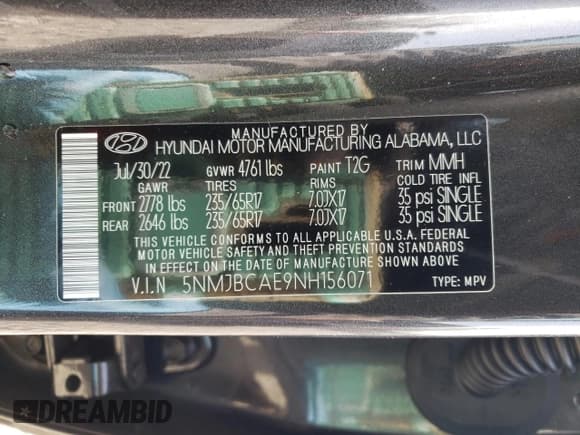 MANUFACTURED BY
HYUNDAI MOTOR MANUFACTURING ALABAMA, LLC
Jul/30/22 GVWR 4761 lbs PAINT T2G TRIM MMH
GAWR TIRES RIMS COLD TIRE INFL
FRONT 2778 lbs 235/65R17 7.0JX17 35 psi SINGLE
REAR 2646 lbs 235/65R17 7.0JX17 35 psi SINGLE
THIS VEHICLE CONFORMS TO ALL APPLICABLE U.S.A. FEDERAL
MOTOR VEHICLE SAFETY AND THEFT PREVENTION STANDARDS
IN EFFECT ON THE DATE OF MANUFACTURE SHOWN ABOVE
V.I.N 5NMJBCAE9NH156071 TYPE: MPV
DREAMBID